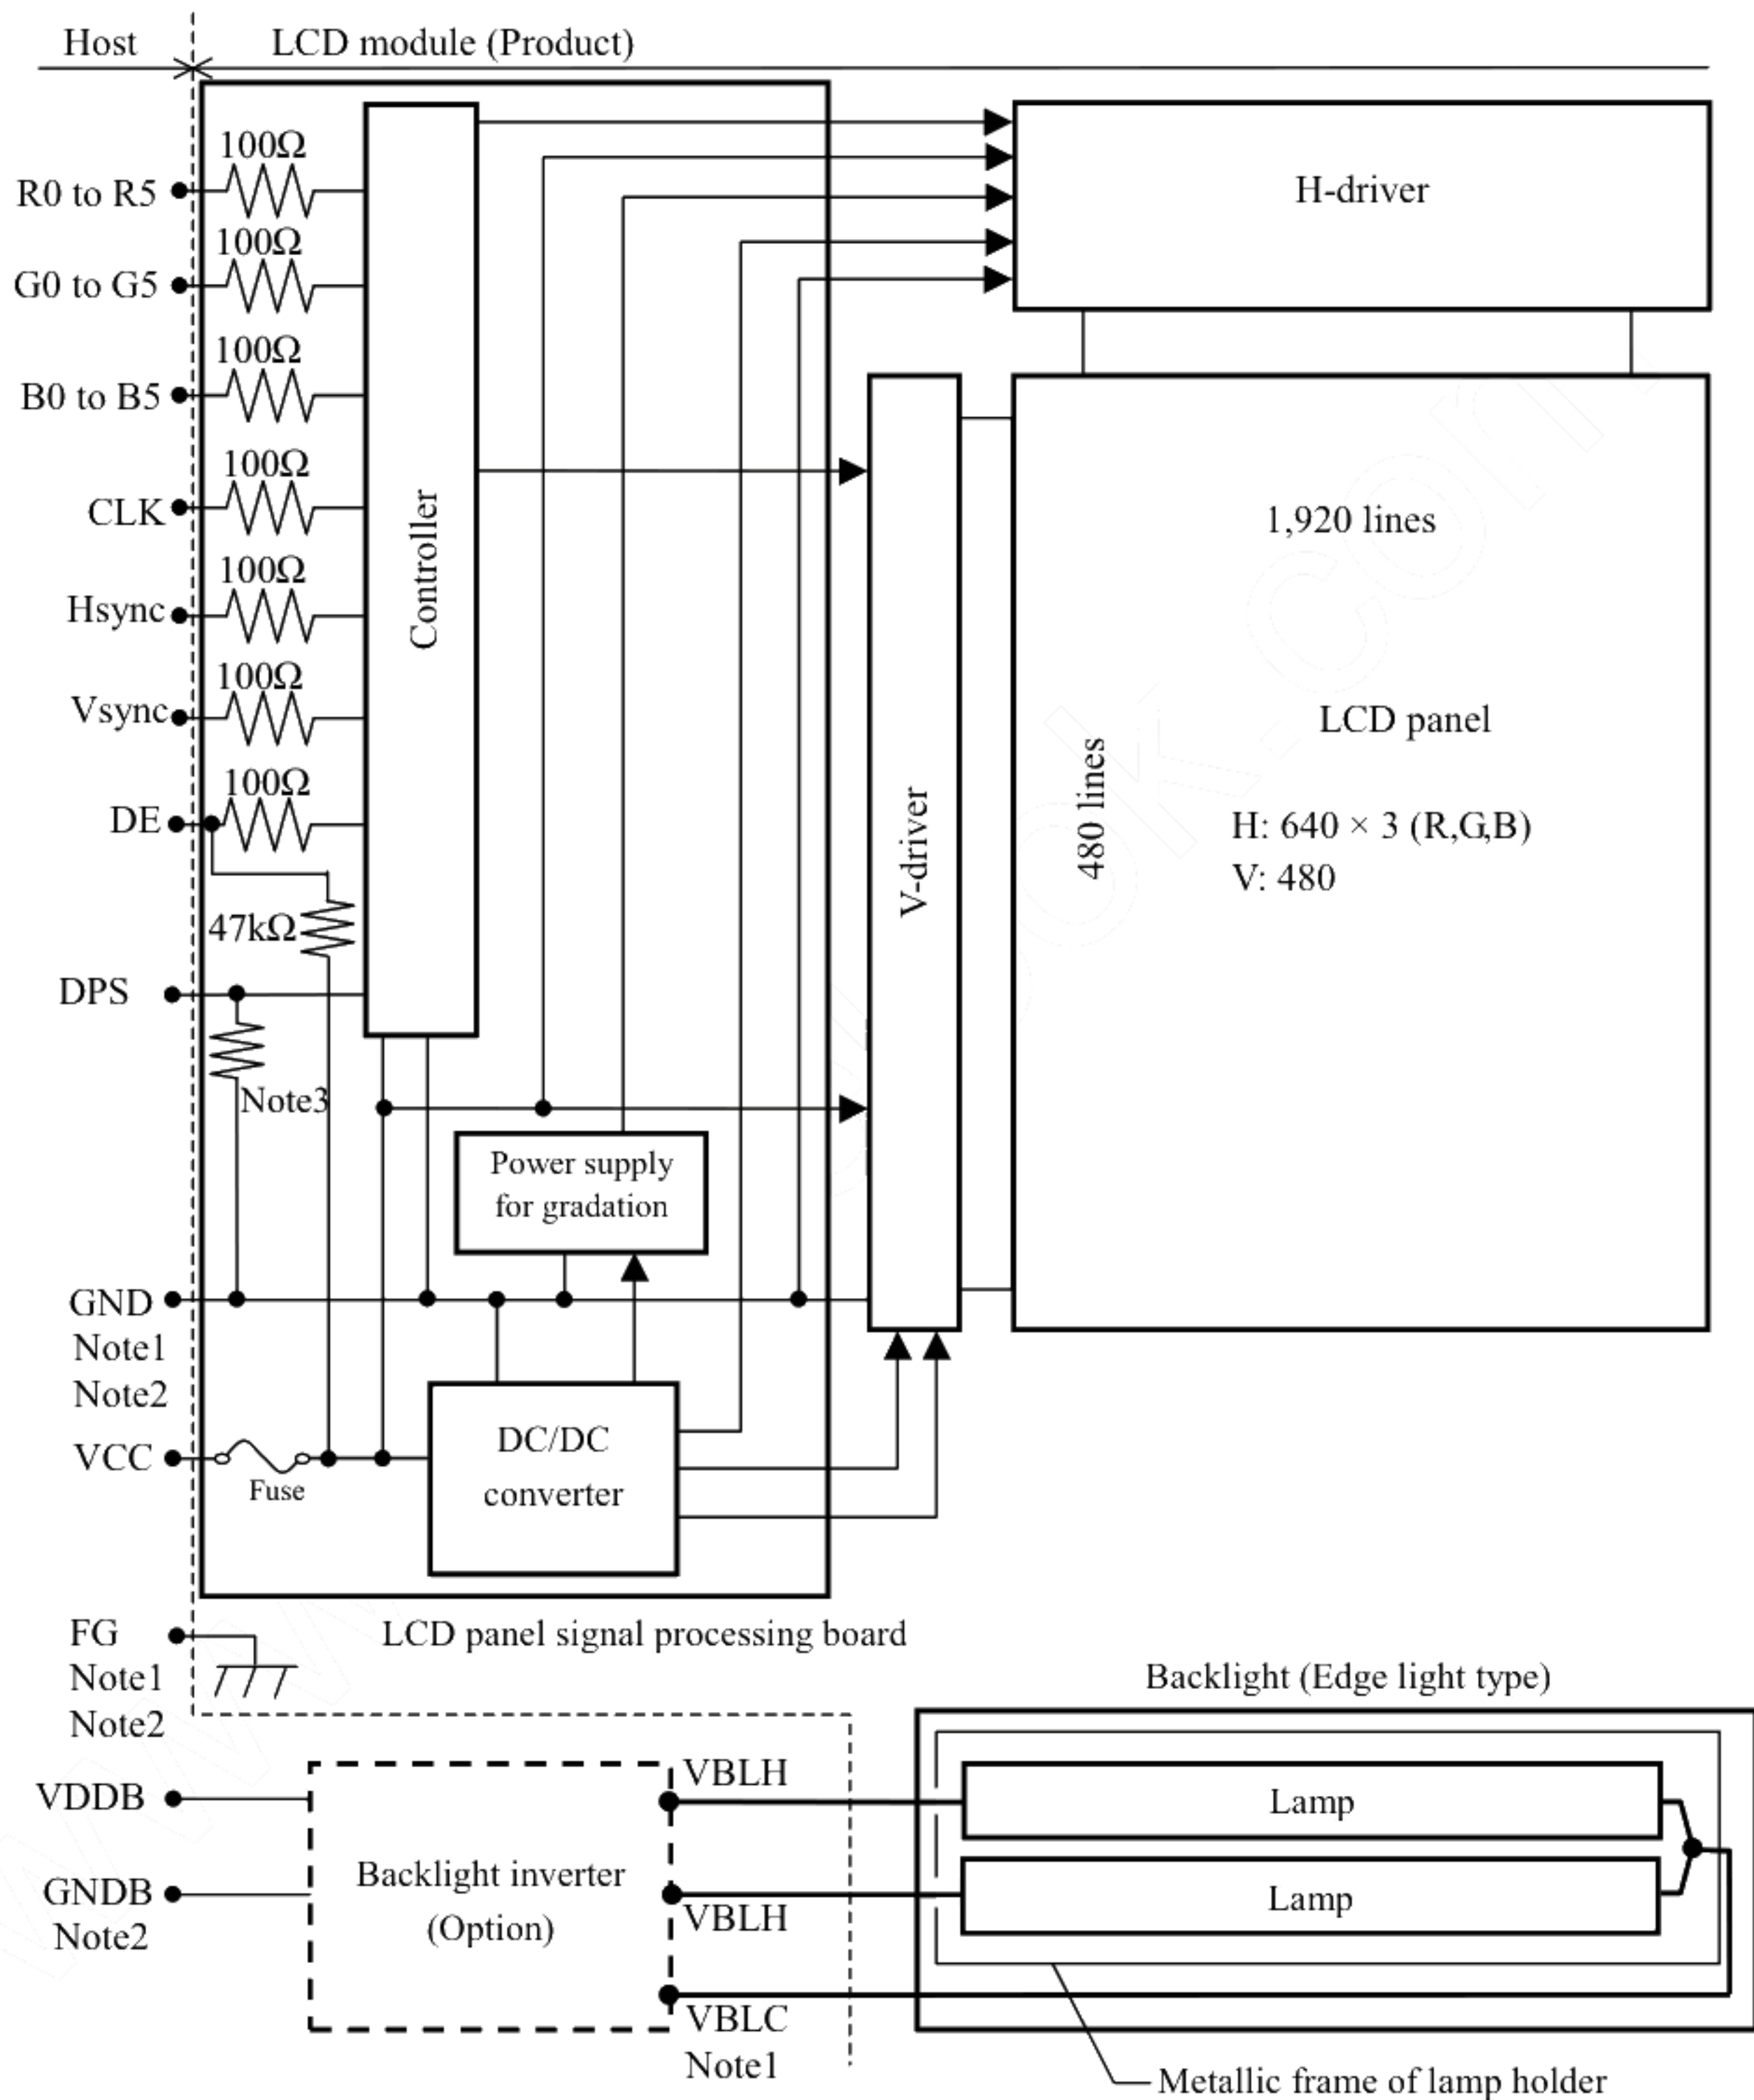 Host
LCD module (Product)
100Ω
R0 to R5
100Ω
G0 to G5
100Ω
B0 to B5
100Ω
CLK
100Ω
Hsync
100Ω
Vsync
100Ω
DE
47kΩ
DPS
Note3
Controller
H-driver
V-driver
1,920 lines
480 lines
LCD panel
H: 640 × 3 (R,G,B)
V: 480
Power supply
for gradation
GND
Note1
Note2
VCC
Fuse
DC/DC
converter
FG
Note1
Note2
LCD panel signal processing board
Backlight (Edge light type)
VDDB
GNDB
Note2
Backlight inverter
(Option)
VBLH
VBLH
VBLC
Note1
Lamp
Lamp
Metallic frame of lamp holder